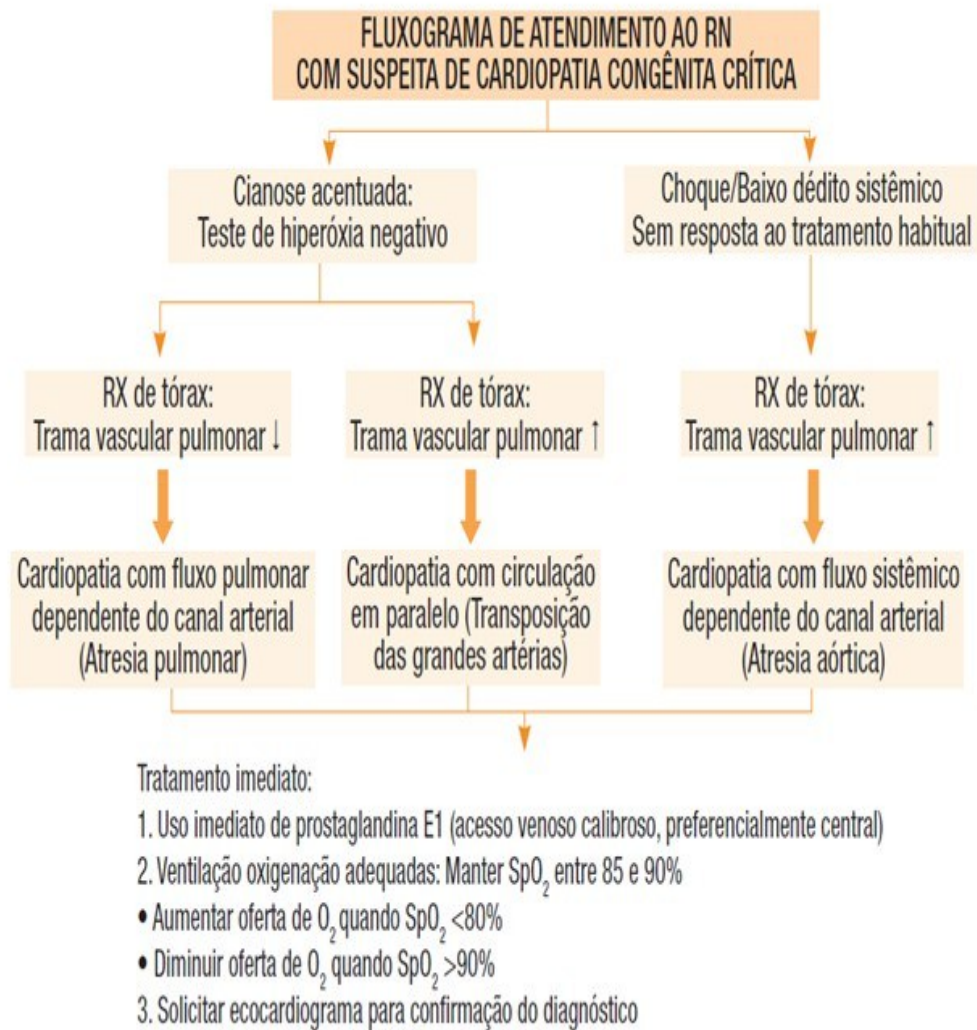 FLUXOGRAMA DE ATENDIMENTO AO RN
COM SUSPEITA DE CARDIOPATIA CONGÊNITA CRÍTICA
Cianose acentuada:
Teste de hiperóxia negativo
Choque/Baixo dédito sistêmico
Sem resposta ao tratamento habitual
RX de tórax:
Trama vascular pulmonar ↓
RX de tórax:
Trama vascular pulmonar ↑
RX de tórax:
Trama vascular pulmonar ↑
Cardiopatia com fluxo pulmonar
dependente do canal arterial
(Atresia pulmonar)
Cardiopatia com circulação
em paralelo (Transposição
das grandes artérias)
Cardiopatia com fluxo sistêmico
dependente do canal arterial
(Atresia aórtica)
Tratamento imediato:
1. Uso imediato de prostaglandina E1 (acesso venoso calibroso, preferencialmente central)
2. Ventilação oxigenação adequadas: Manter SpO₂ entre 85 e 90%
• Aumentar oferta de O₂ quando SpO₂ <80%
• Diminuir oferta de O₂ quando SpO₂ >90%
3. Solicitar ecocardiograma para confirmação do diagnóstico